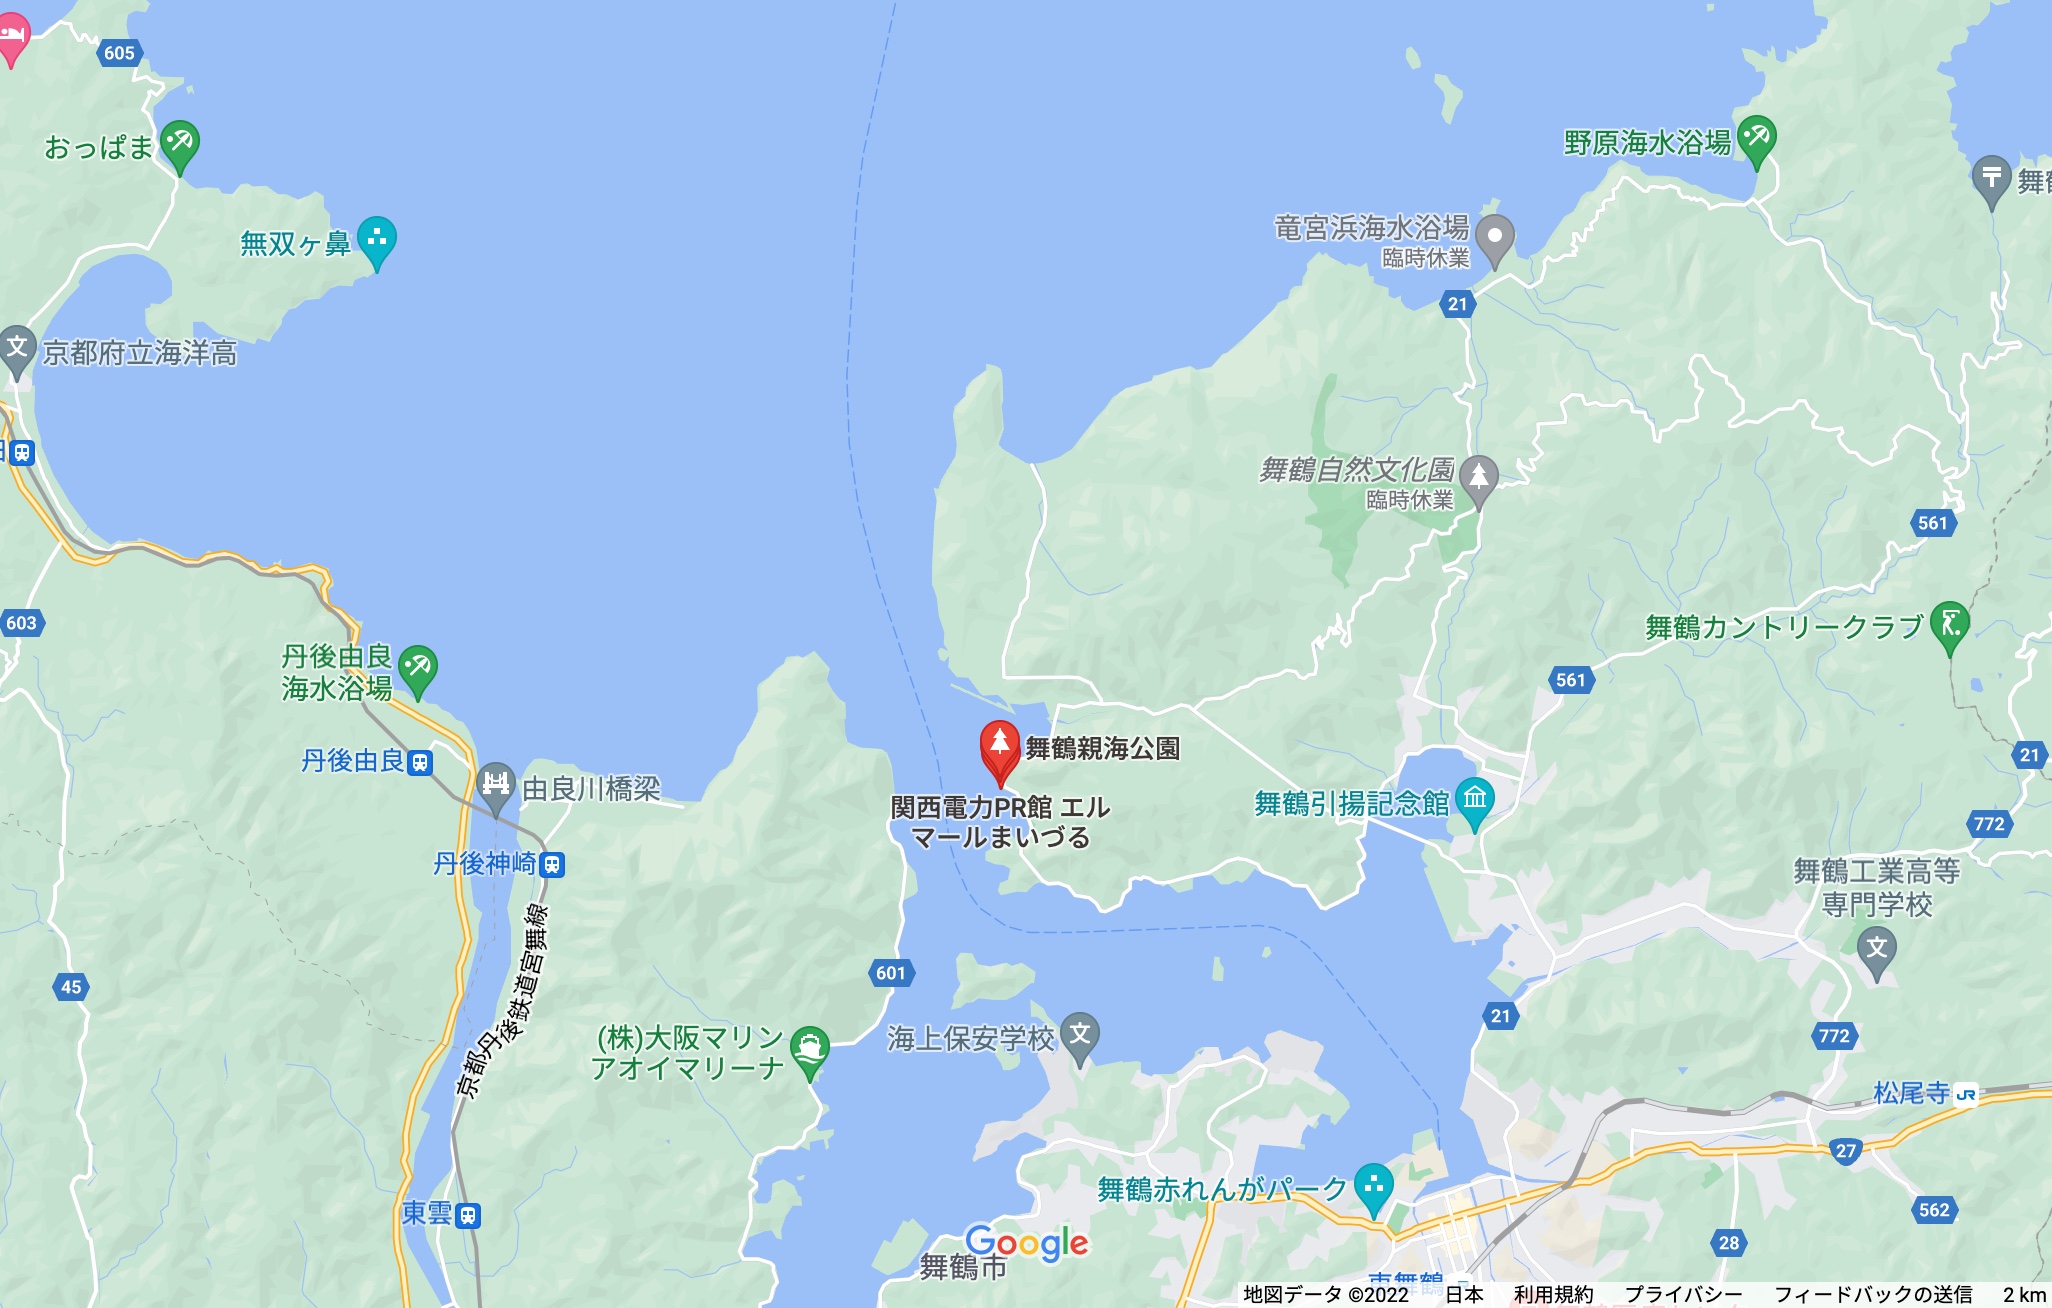 605
おっぱま
野原海水浴場
無双ヶ鼻
竜宮浜海水浴場
臨時休業
21
京都府立海洋高
舞鶴自然文化園
臨時休業
561
603
舞鶴カントリークラブ
丹後由良
海水浴場
561
丹後由良
舞鶴親海公園
21
由良川橋梁
関西電力PR館 エル
マールまいづる
舞鶴引揚記念館
772
丹後神崎
舞鶴工業高等
専門学校
京都丹後鉄道宮舞線
45
601
21
(株)大阪マリン
アオイマリーナ
海上保安学校
772
松尾寺
JR
27
舞鶴赤れんがパーク
東雲
562
Google
舞鶴市
28
東舞鶴
地図データ ©2022 日本 利用規約 プライバシー フィードバックの送信 2 km